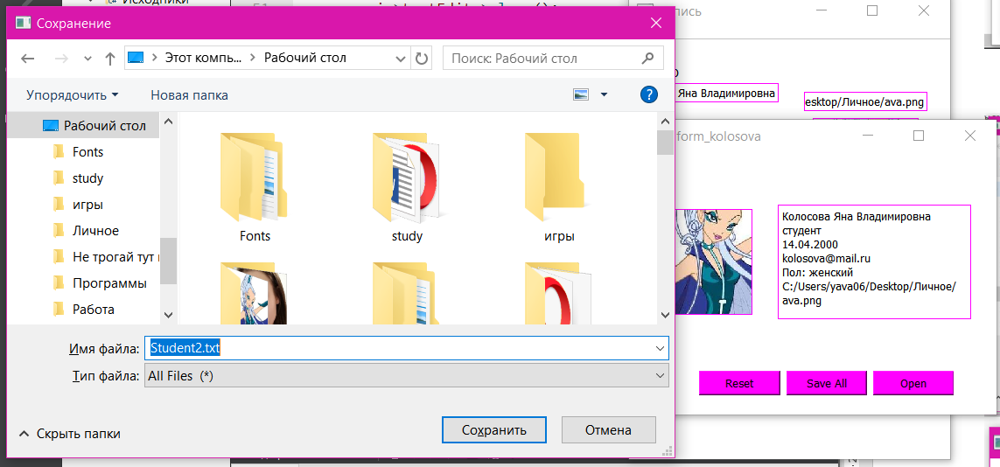 Исходники
51
Сохранение
пись
Этот компь...
Рабочий стол
Поиск: Рабочий стол
Яна Владимировна
esktop/Личное/ava.png
Упорядочить
Новая папка
?
Рабочий стол
Fonts
study
игры
Личное
Не трогай тут
Программы
Работа
Fonts
study
игры
form_kolosova
Колосова Яна Владимировна
студент
14.04.2000
kolosova@mail.ru
Пол: женский
C:/Users/yava06/Desktop/Личное/
ava.png
Имя файла:
Student2.txt
Тип файла:
All Files (*)
Reset
Save All
Open
Скрыть папки
Сохранить
Отмена